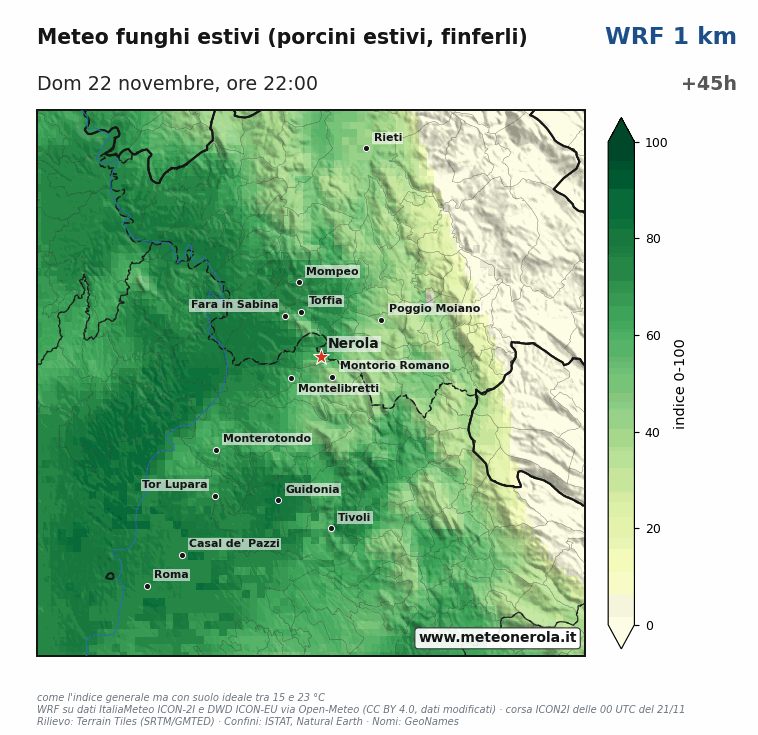 Meteo funghi estivi (porcini estivi, finferli)
WRF 1 km
Dom 22 novembre, ore 22:00
+45h
Rieti
Mompeo
Fara in Sabina
Toffia
Poggio Moiano
Nerola
Montorio Romano
Montelibretti
Monterotondo
Tor Lupara
Guidonia
Tivoli
Casal de' Pazzi
Roma
www.meteonerola.it
100
80
60
40
20
0
indice 0-100
come l'indice generale ma con suolo ideale tra 15 e 23 °C
WRF su dati ItaliaMeteo ICON-2I e DWD ICON-EU via Open-Meteo (CC BY 4.0, dati modificati) · corsa ICON2I delle 00 UTC del 21/11
Rilievo: Terrain Tiles (SRTM/GMTED) · Confini: ISTAT, Natural Earth · Nomi: GeoNames